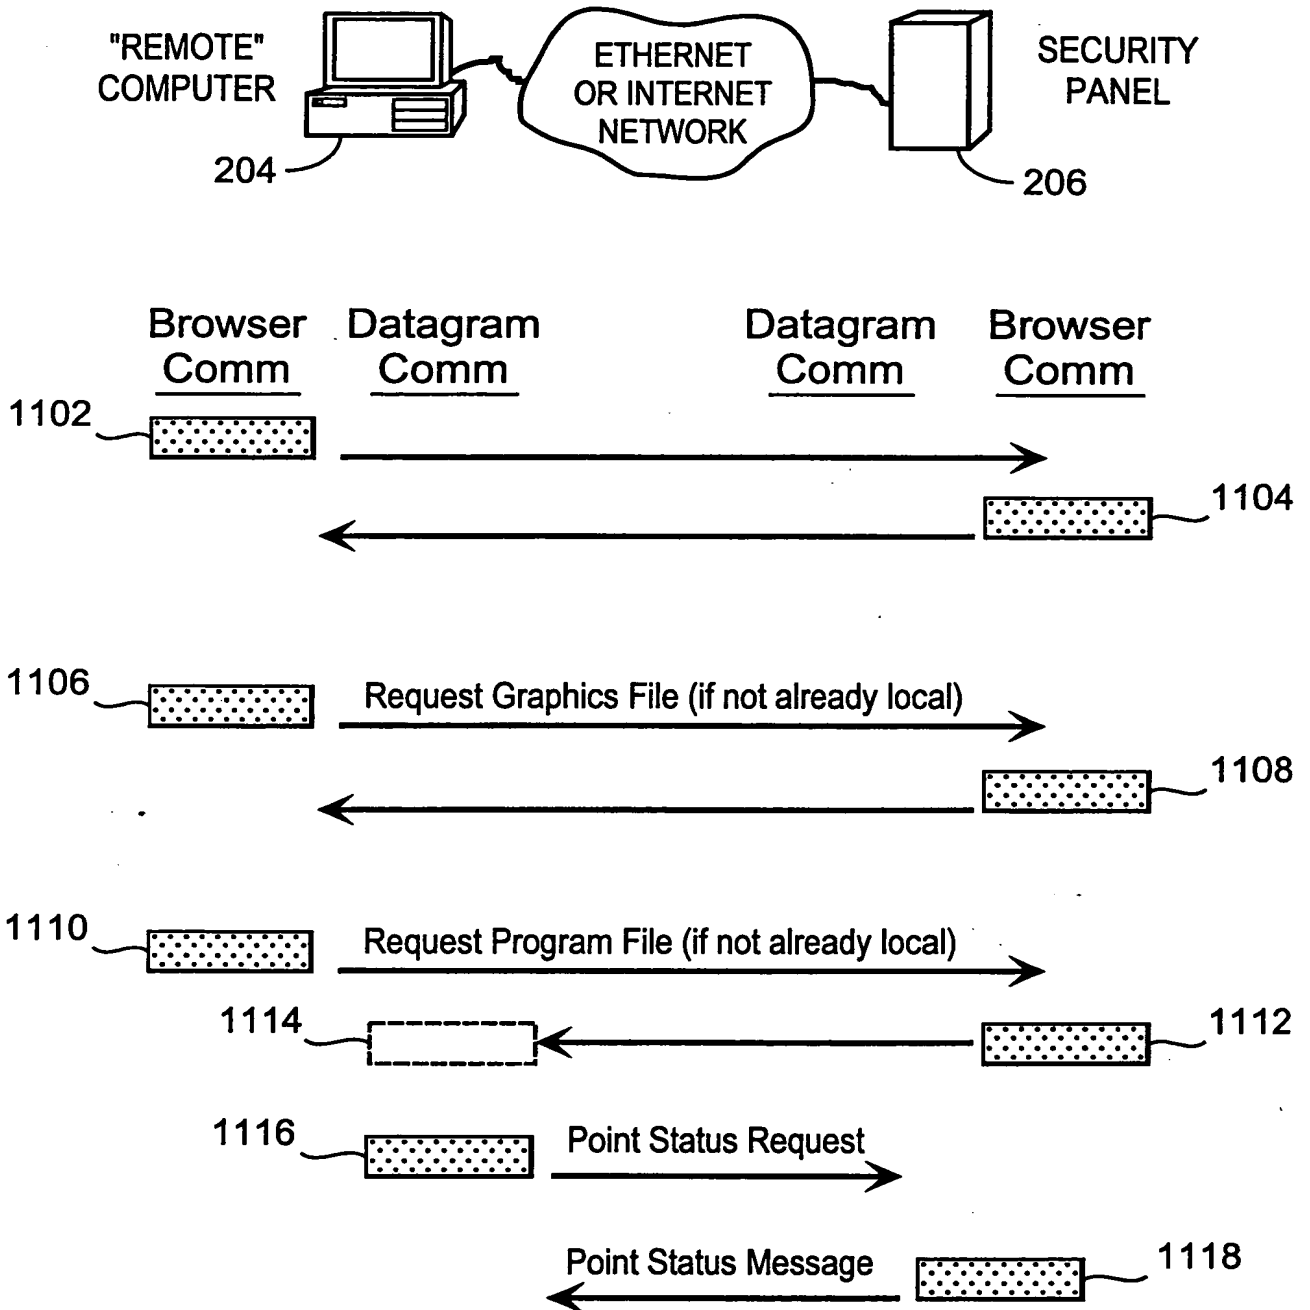 "REMOTE"
COMPUTER
ETHERNET
OR INTERNET
NETWORK
SECURITY
PANEL
204
206
Browser
Comm
Datagram
Comm
Datagram
Comm
Browser
Comm
1102
1104
1106
Request Graphics File (if not already local)
1108
1110
Request Program File (if not already local)
1114
1112
1116
Point Status Request
Point Status Message
1118